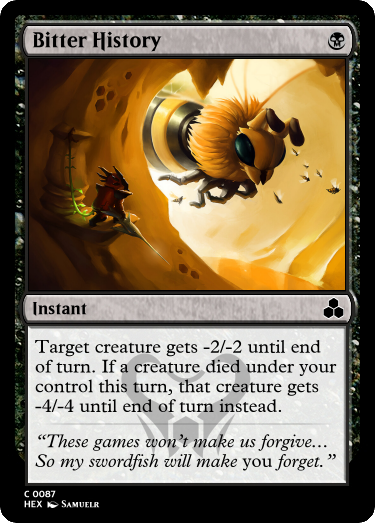 Bitter History
Instant
Target creature gets -2/-2 until end
of turn. If a creature died under your
control this turn, that creature gets
-4/-4 until end of turn instead.
“These games won’t make us forgive…
So my swordfish will make you forget.”
C 0087
HEX Samuelr